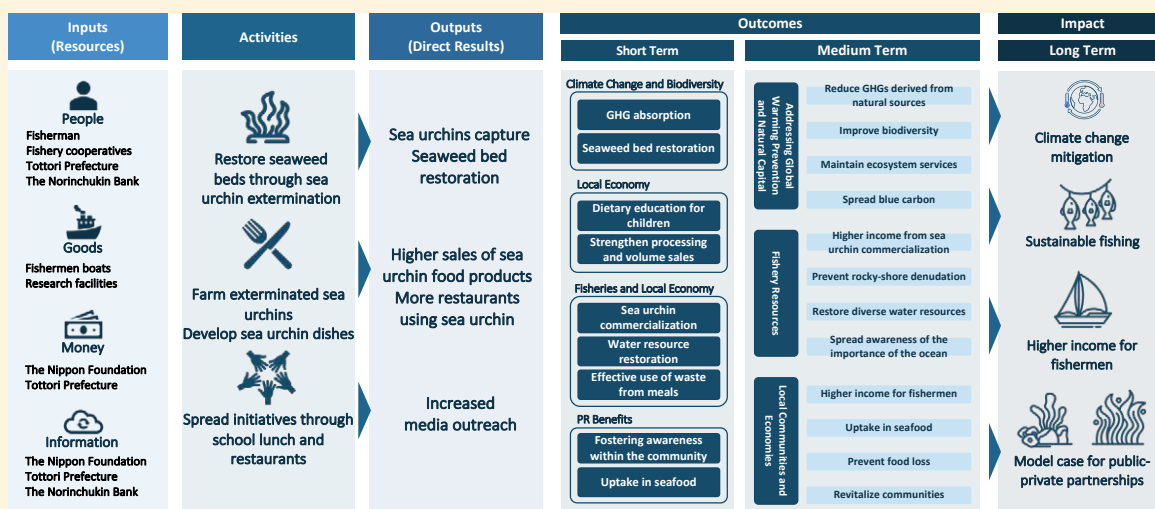 Inputs
(Resources)
People
Fisherman
Fishery cooperatives
Tottori Prefecture
The Norinchukin Bank
Goods
Fishermen boats
Research facilities
Money
The Nippon Foundation
Tottori Prefecture
Information
The Nippon Foundation
Tottori Prefecture
The Norinchukin Bank
Activities
Restore seaweed
beds through sea
urchin extermination
Farm exterminated sea
urchins
Develop sea urchin dishes
Spread initiatives through
school lunch and
restaurants
Outputs
(Direct Results)
Sea urchins capture
Seaweed bed
restoration
Higher sales of sea
urchin food products
More restaurants
using sea urchin
Increased
media outreach
Outcomes
Short Term
Climate Change and Biodiversity
GHG absorption
Seaweed bed restoration
Local Economy
Dietary education for
children
Strengthen processing
and volume sales
Fisheries and Local Economy
Sea urchin
commercialization
Water resource
restoration
Effective use of waste
from meals
PR Benefits
Fostering awareness
within the community
Uptake in seafood
Medium Term
Addressing Global
Warming Prevention
and Natural Capital
Reduce GHGs derived from
natural sources
Improve biodiversity
Maintain ecosystem services
Spread blue carbon
Fishery Resources
Higher income from sea
urchin commercialization
Prevent rocky-shore denudation
Restore diverse water resources
Spread awareness of the
importance of the ocean
Local Communities and
Economies
Higher income for fishermen
Uptake in seafood
Prevent food loss
Revitalize communities
Impact
Long Term
Climate change
mitigation
Sustainable fishing
Higher income for
fishermen
Model case for public-
private partnerships